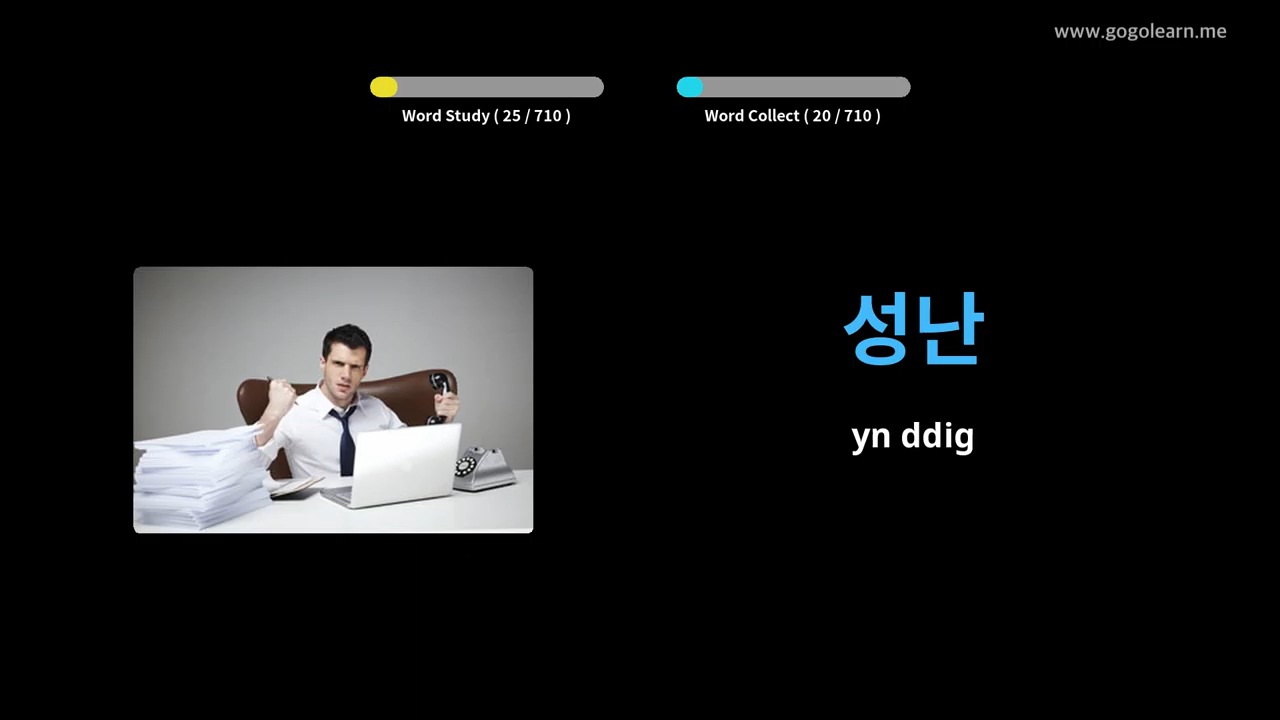 www.gogolearn.me
Word Study ( 25 / 710 )
Word Collect ( 20 / 710 )
성난
yn ddig